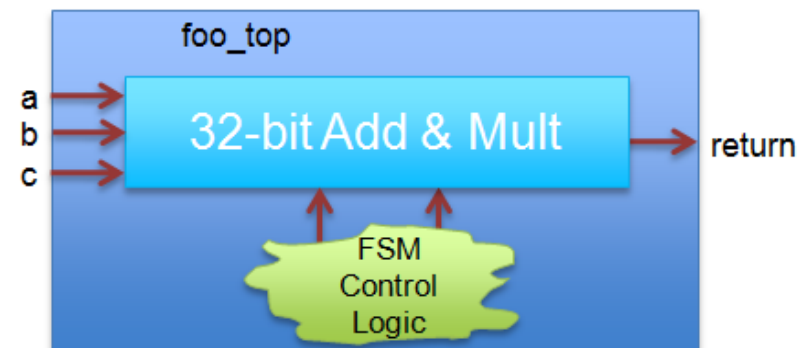 foo_top
a
b
c
32-bit Add & Mult
return
FSM
Control
Logic